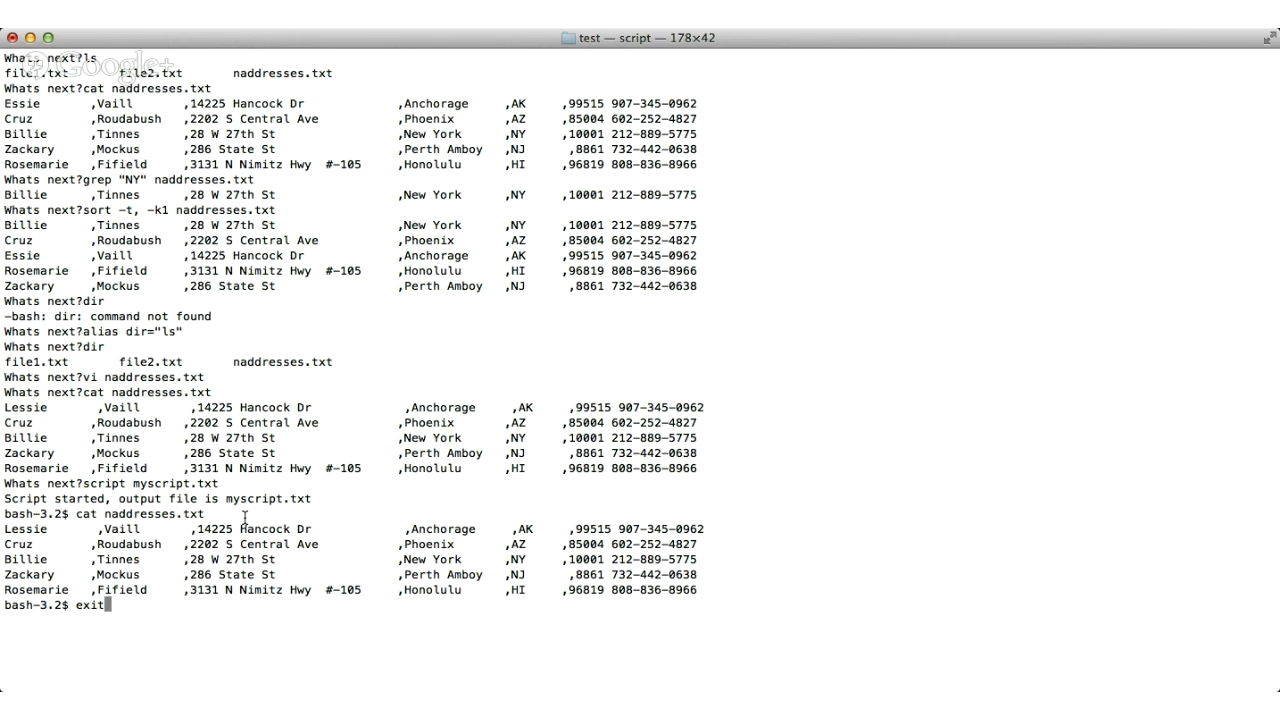 test — script — 178×42
Google+
Whats next?ls
file1.txt       file2.txt       naddresses.txt
Whats next?cat naddresses.txt
Essie       ,Vaill       ,14225 Hancock Dr            ,Anchorage    ,AK     ,99515 907-345-0962
Cruz        ,Roudabush   ,2202 S Central Ave          ,Phoenix      ,AZ     ,85004 602-252-4827
Billie      ,Tinnes      ,28 W 27th St                ,New York     ,NY     ,10001 212-889-5775
Zackary     ,Mockus      ,286 State St                ,Perth Amboy  ,NJ      ,8861 732-442-0638
Rosemarie   ,Fifield     ,3131 N Nimitz Hwy  #-105    ,Honolulu     ,HI     ,96819 808-836-8966
Whats next?grep "NY" naddresses.txt
Billie      ,Tinnes      ,28 W 27th St                ,New York     ,NY     ,10001 212-889-5775
Whats next?sort -t, -k1 naddresses.txt
Billie      ,Tinnes      ,28 W 27th St                ,New York     ,NY     ,10001 212-889-5775
Cruz        ,Roudabush   ,2202 S Central Ave          ,Phoenix      ,AZ     ,85004 602-252-4827
Essie       ,Vaill       ,14225 Hancock Dr            ,Anchorage    ,AK     ,99515 907-345-0962
Rosemarie   ,Fifield     ,3131 N Nimitz Hwy  #-105    ,Honolulu     ,HI     ,96819 808-836-8966
Zackary     ,Mockus      ,286 State St                ,Perth Amboy  ,NJ      ,8861 732-442-0638
Whats next?dir
-bash: dir: command not found
Whats next?alias dir="ls"
Whats next?dir
file1.txt       file2.txt       naddresses.txt
Whats next?vi naddresses.txt
Whats next?cat naddresses.txt
Lessie       ,Vaill       ,14225 Hancock Dr             ,Anchorage     ,AK     ,99515 907-345-0962
Cruz        ,Roudabush   ,2202 S Central Ave          ,Phoenix      ,AZ     ,85004 602-252-4827
Billie      ,Tinnes      ,28 W 27th St                ,New York     ,NY     ,10001 212-889-5775
Zackary     ,Mockus      ,286 State St                ,Perth Amboy  ,NJ      ,8861 732-442-0638
Rosemarie   ,Fifield     ,3131 N Nimitz Hwy  #-105    ,Honolulu     ,HI     ,96819 808-836-8966
Whats next?script myscript.txt
Script started, output file is myscript.txt
bash-3.2$ cat naddresses.txt
Lessie       ,Vaill       ,14225 Hancock Dr             ,Anchorage     ,AK     ,99515 907-345-0962
Cruz        ,Roudabush   ,2202 S Central Ave          ,Phoenix      ,AZ     ,85004 602-252-4827
Billie      ,Tinnes      ,28 W 27th St                ,New York     ,NY     ,10001 212-889-5775
Zackary     ,Mockus      ,286 State St                ,Perth Amboy  ,NJ      ,8861 732-442-0638
Rosemarie   ,Fifield     ,3131 N Nimitz Hwy  #-105    ,Honolulu     ,HI     ,96819 808-836-8966
bash-3.2$ exit